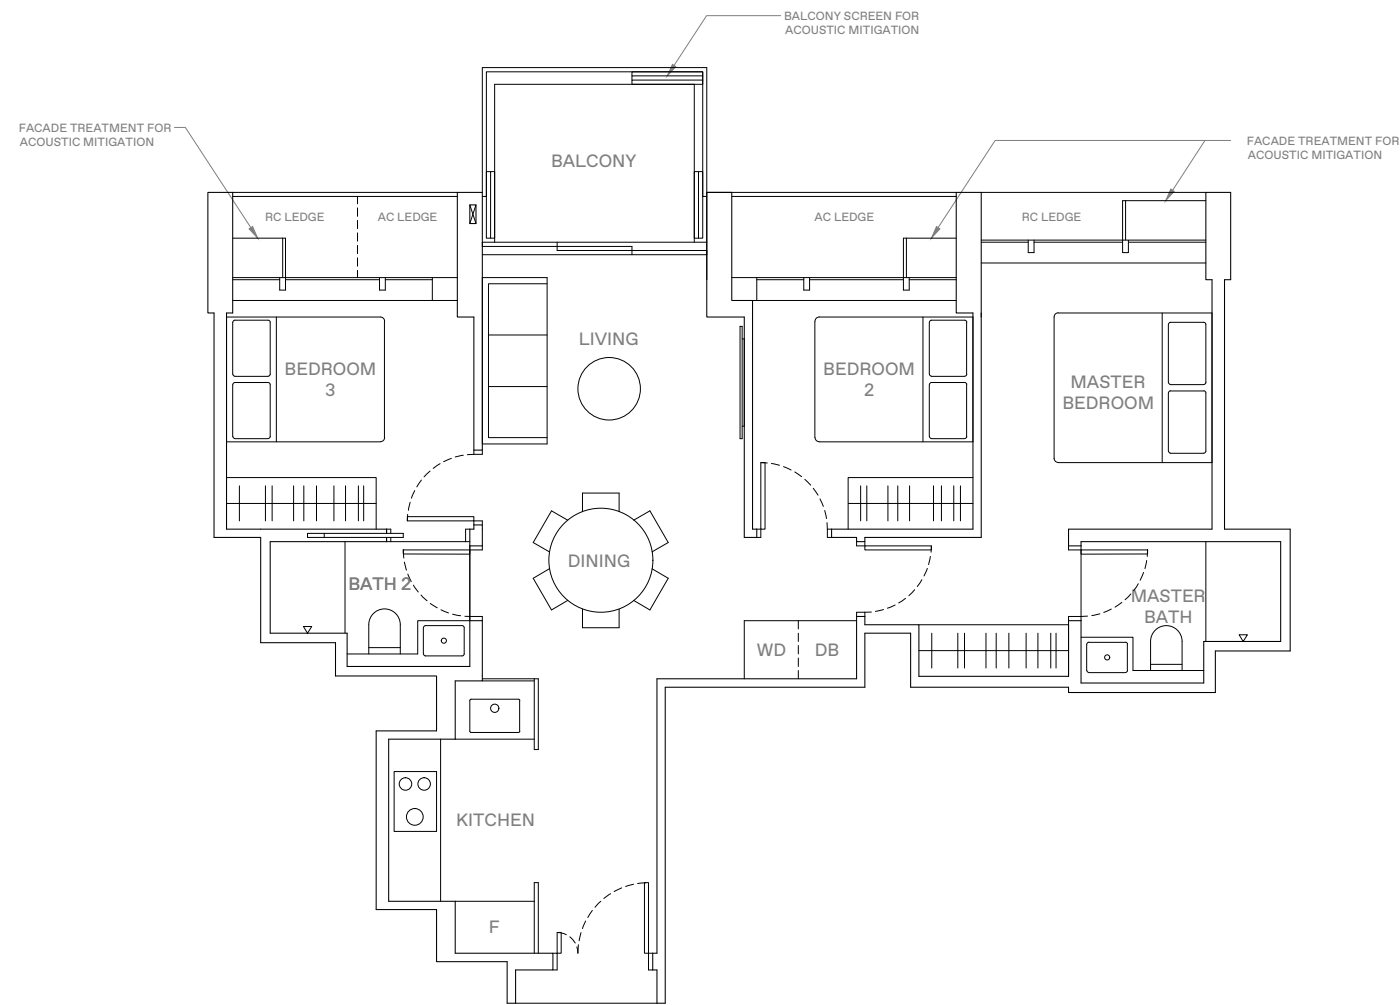 BALCONY SCREEN FOR
ACOUSTIC MITIGATION
FACADE TREATMENT FOR
ACOUSTIC MITIGATION
FACADE TREATMENT FOR
ACOUSTIC MITIGATION
BALCONY
RC LEDGE
AC LEDGE
AC LEDGE
RC LEDGE
LIVING
BEDROOM
3
BEDROOM
2
MASTER
BEDROOM
DINING
BATH 2
MASTER
BATH
WD
DB
KITCHEN
F